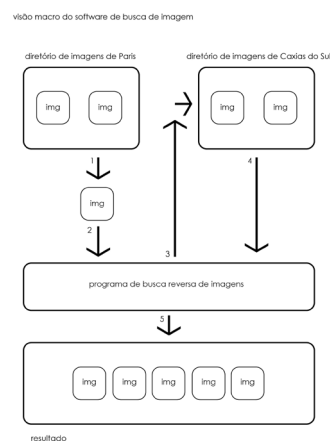 visão macro do software de busca de imagem
diretório de imagens de Paris
diretório de imagens de Caxias do Sul
img
img
img
img
1
4
img
2
3
programa de busca reversa de imagens
5
img
img
img
img
img
resultado